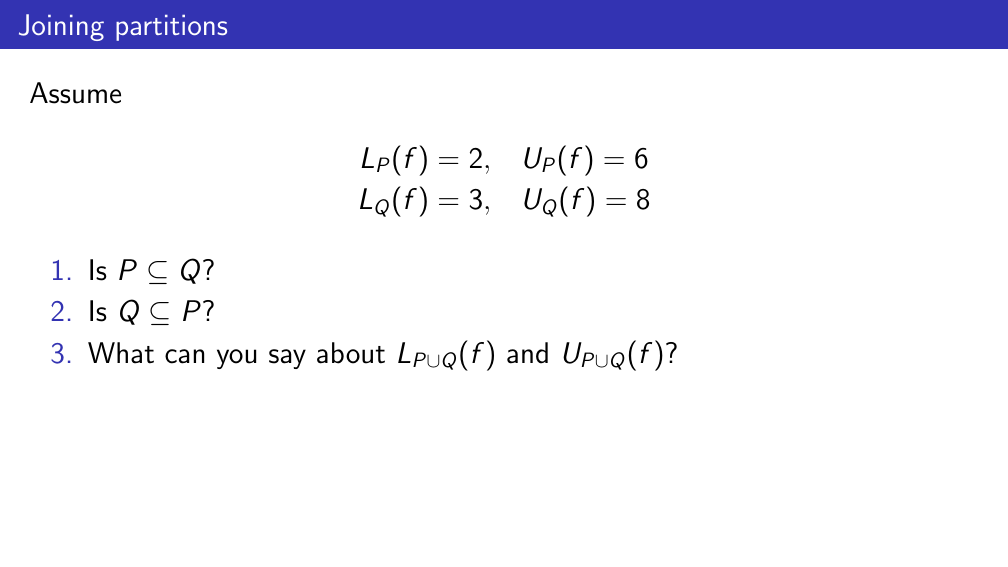 Joining partitions
Assume
L_P(f) = 2, U_P(f) = 6
L_Q(f) = 3, U_Q(f) = 8
1. Is P ⊆ Q?
2. Is Q ⊆ P?
3. What can you say about L_{P∪Q}(f) and U_{P∪Q}(f)?